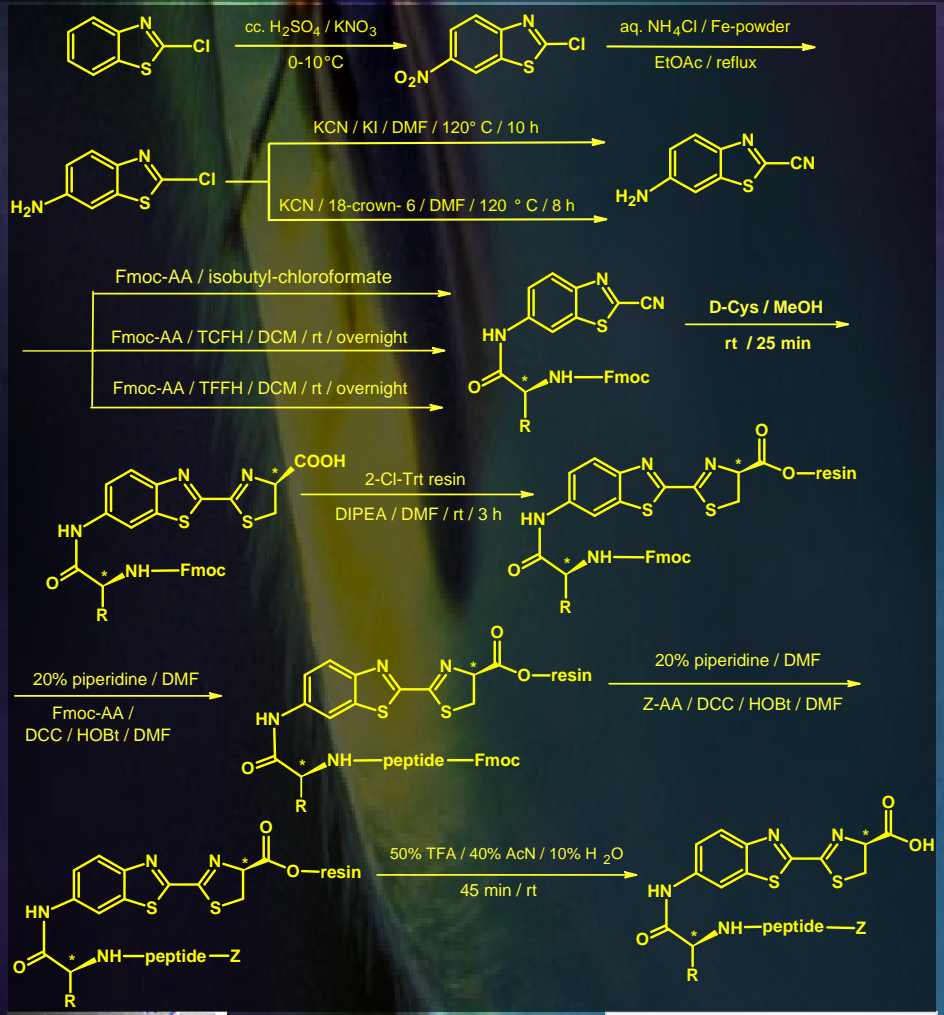 cc. H2SO4 / KNO3
0-10°C
aq. NH4Cl / Fe-powder
EtOAc / reflux
N
S
Cl
N
S
Cl
O2N
KCN / KI / DMF / 120° C / 10 h
KCN / 18-crown- 6 / DMF / 120 ° C / 8 h
N
S
Cl
H2N
N
S
CN
H2N
Fmoc-AA / isobutyl-chloroformate
Fmoc-AA / TCFH / DCM / rt / overnight
Fmoc-AA / TFFH / DCM / rt / overnight
N
S
CN
HN
O
*
NH—Fmoc
R
D-Cys / MeOH
rt / 25 min
N
S
N
S
*
COOH
HN
O
*
NH—Fmoc
R
2-Cl-Trt resin
DIPEA / DMF / rt / 3 h
N
S
N
S
*
O
O—resin
HN
O
*
NH—Fmoc
R
20% piperidine / DMF
Fmoc-AA /
DCC / HOBt / DMF
N
S
N
S
*
O
O—resin
HN
O
*
NH—peptide—Fmoc
R
20% piperidine / DMF
Z-AA / DCC / HOBt / DMF
N
S
N
S
*
O
O—resin
HN
O
*
NH—peptide—Z
R
50% TFA / 40% AcN / 10% H 2O
45 min / rt
N
S
N
S
*
O
OH
HN
O
*
NH—peptide—Z
R